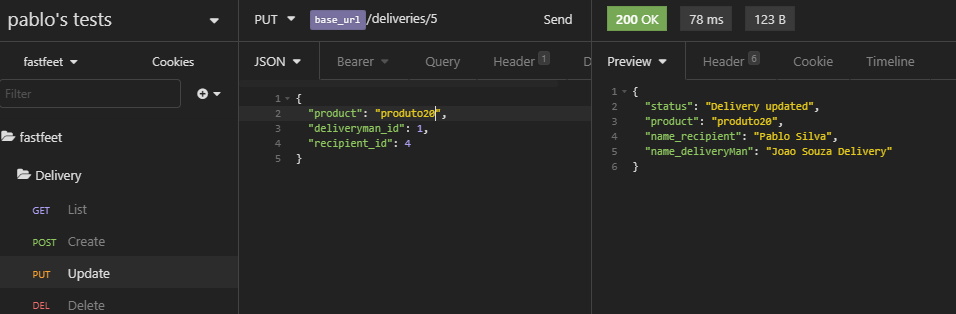 pablo's tests
fastfeet
Cookies
Filter
fastfeet
Delivery
GET List
POST Create
PUT Update
DEL Delete
PUT base_url/deliveries/5 Send
JSON Bearer Query Header 1 D
1 {
2 "product": "produto20",
3 "deliveryman_id": 1,
4 "recipient_id": 4
5 }
200 OK 78 ms 123 B
Preview Header 6 Cookie Timeline
1 {
2 "status": "Delivery updated",
3 "product": "produto20",
4 "name_recipient": "Pablo Silva",
5 "name_deliveryMan": "Joao Souza Delivery"
6 }